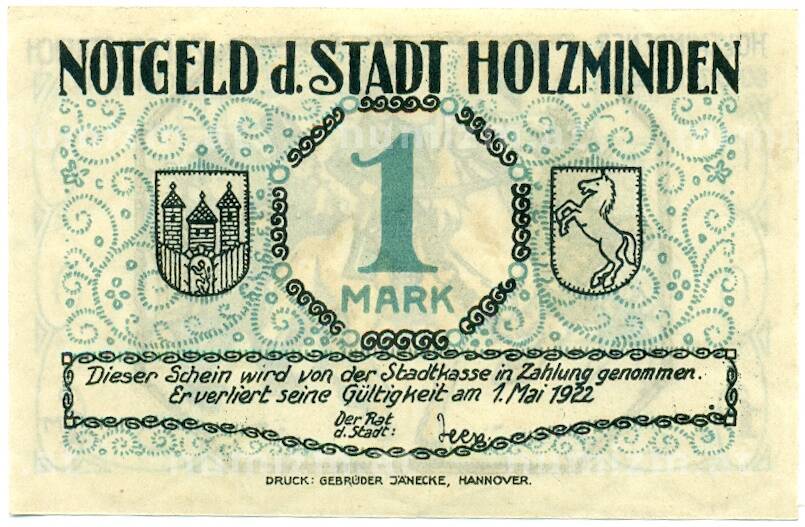 NOTGELD d. STADT HOLZMINDEN
1
MARK
Dieser Schein wird von der Stadtkasse in Zahlung genommen.
Er verliert seine Gültigkeit am 1. Mai 1922
Der Rat
d. Stadt:
DRUCK: GEBRÜDER JÄNECKE, HANNOVER.